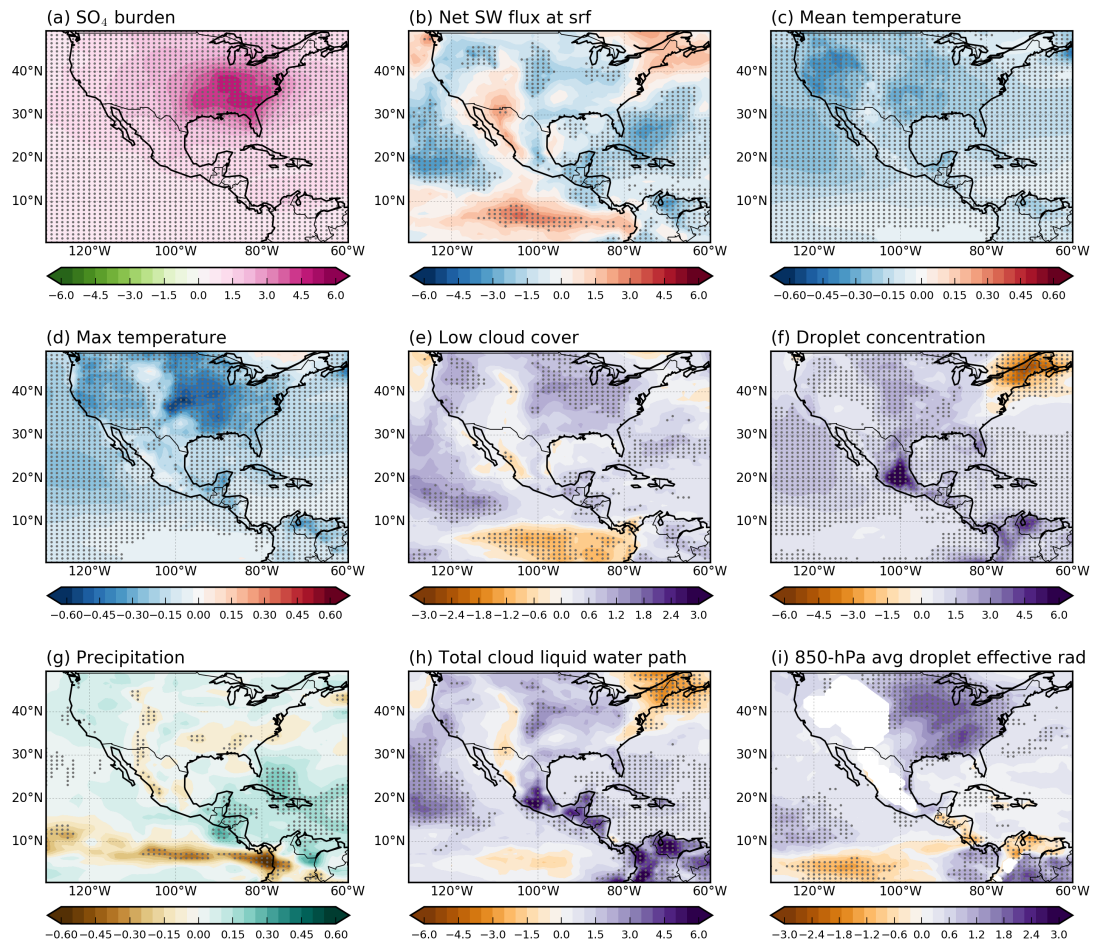 (a) SO₄ burden
(b) Net SW flux at srf
(c) Mean temperature
40°N
30°N
20°N
10°N
120°W 100°W 80°W 60°W
40°N
30°N
20°N
10°N
120°W 100°W 80°W 60°W
40°N
30°N
20°N
10°N
120°W 100°W 80°W 60°W
−6.0 −4.5 −3.0 −1.5 0.0 1.5 3.0 4.5 6.0
−6.0 −4.5 −3.0 −1.5 0.0 1.5 3.0 4.5 6.0
−0.60 −0.45 −0.30 −0.15 0.00 0.15 0.30 0.45 0.60
(d) Max temperature
(e) Low cloud cover
(f) Droplet concentration
40°N
30°N
20°N
10°N
120°W 100°W 80°W 60°W
40°N
30°N
20°N
10°N
120°W 100°W 80°W 60°W
40°N
30°N
20°N
10°N
120°W 100°W 80°W 60°W
−0.60 −0.45 −0.30 −0.15 0.00 0.15 0.30 0.45 0.60
−3.0 −2.4 −1.8 −1.2 −0.6 0.0 0.6 1.2 1.8 2.4 3.0
−6.0 −4.5 −3.0 −1.5 0.0 1.5 3.0 4.5 6.0
(g) Precipitation
(h) Total cloud liquid water path
(i) 850-hPa avg droplet effective rad
40°N
30°N
20°N
10°N
120°W 100°W 80°W 60°W
40°N
30°N
20°N
10°N
120°W 100°W 80°W 60°W
40°N
30°N
20°N
10°N
120°W 100°W 80°W 60°W
−0.60 −0.45 −0.30 −0.15 0.00 0.15 0.30 0.45 0.60
−6.0 −4.5 −3.0 −1.5 0.0 1.5 3.0 4.5 6.0
−3.0 −2.4 −1.8 −1.2 −0.6 0.0 0.6 1.2 1.8 2.4 3.0